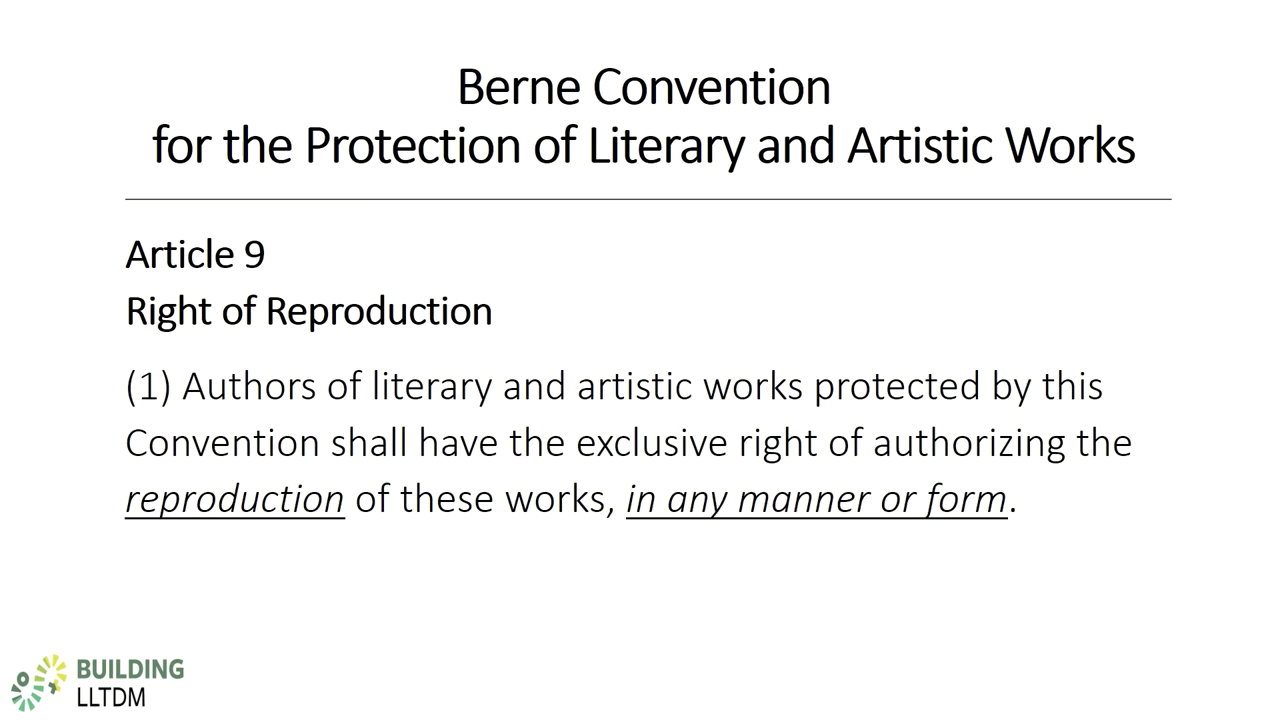 Berne Convention
for the Protection of Literary and Artistic Works
Article 9
Right of Reproduction
(1) Authors of literary and artistic works protected by this
Convention shall have the exclusive right of authorizing the
reproduction of these works, in any manner or form.
BUILDING
LLTDM